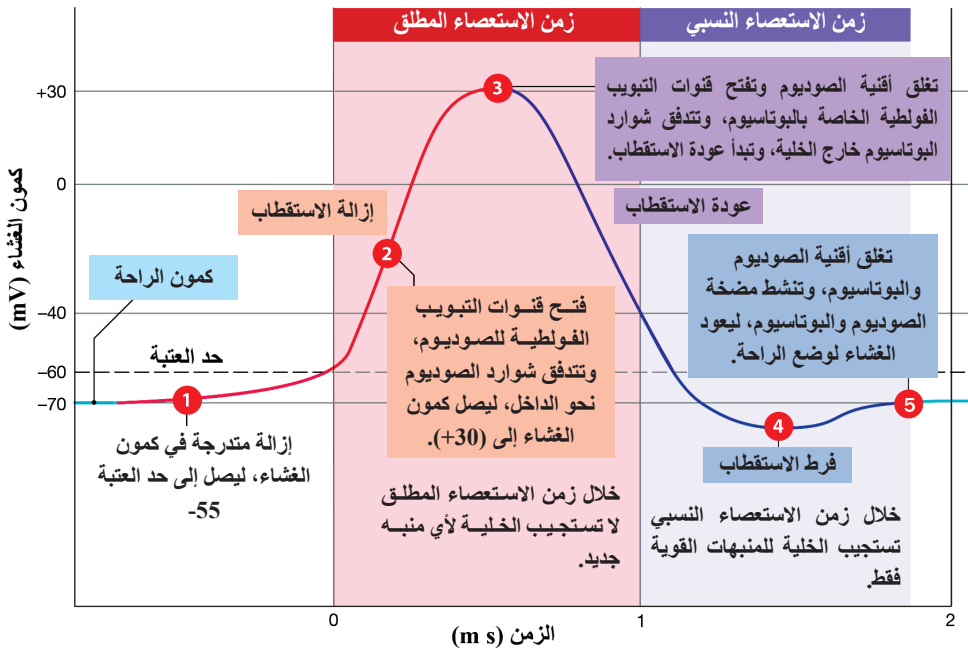 زمن الاستعصاء المطلق
زمن الاستعصاء النسبي
كمون الغشاء (mV)
+30
0
−40
−60
−70
3
تغلق أقنية الصوديوم وتفتح قنوات التبويب
الفولطية الخاصة بالبوتاسيوم، وتتدفق شوارد
البوتاسيوم خارج الخلية، وتبدأ عودة الاستقطاب.
إزالة الاستقطاب
عودة الاستقطاب
2
فتح قنوات التبويب
الفولطية للصوديوم،
وتتدفق شوارد الصوديوم
نحو الداخل، ليصل كمون
الغشاء إلى (30+).
تغلق أقنية الصوديوم
والبوتاسيوم، وتنشط مضخة
الصوديوم والبوتاسيوم، ليعود
الغشاء لوضع الراحة.
كمون الراحة
حد العتبة
1
إزالة متدرجة في كمون
الغشاء، ليصل إلى حد العتبة
-55
4
5
فرط الاستقطاب
خلال زمن الاستعصاء المطلق
لا تستجيب الخلية لأي منبه
جديد.
خلال زمن الاستعصاء النسبي
تستجيب الخلية للمنبهات القوية
فقط.
0
1
2
الزمن (m s)